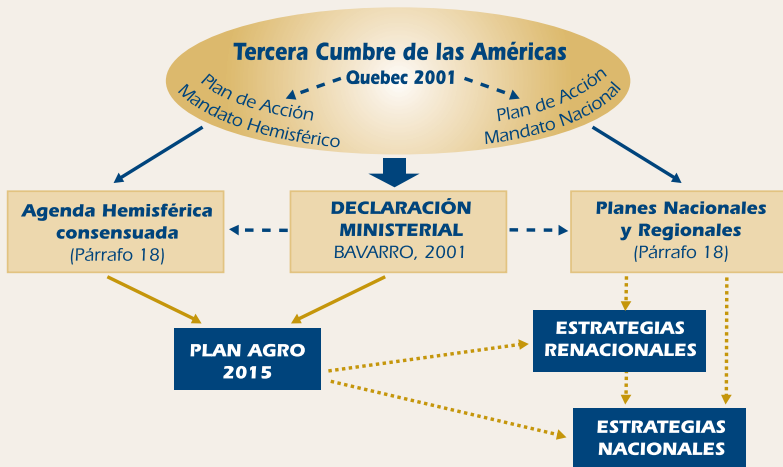 Tercera Cumbre de las Américas
Quebec 2001
Plan de Acción
Mandato Hemisférico
Plan de Acción
Mandato Nacional
Agenda Hemisférica
consensuada
(Párrafo 18)
DECLARACIÓN
MINISTERIAL
BAVARRO, 2001
Planes Nacionales
y Regionales
(Párrafo 18)
PLAN AGRO
2015
ESTRATEGIAS
RENACIONALES
ESTRATEGIAS
NACIONALES